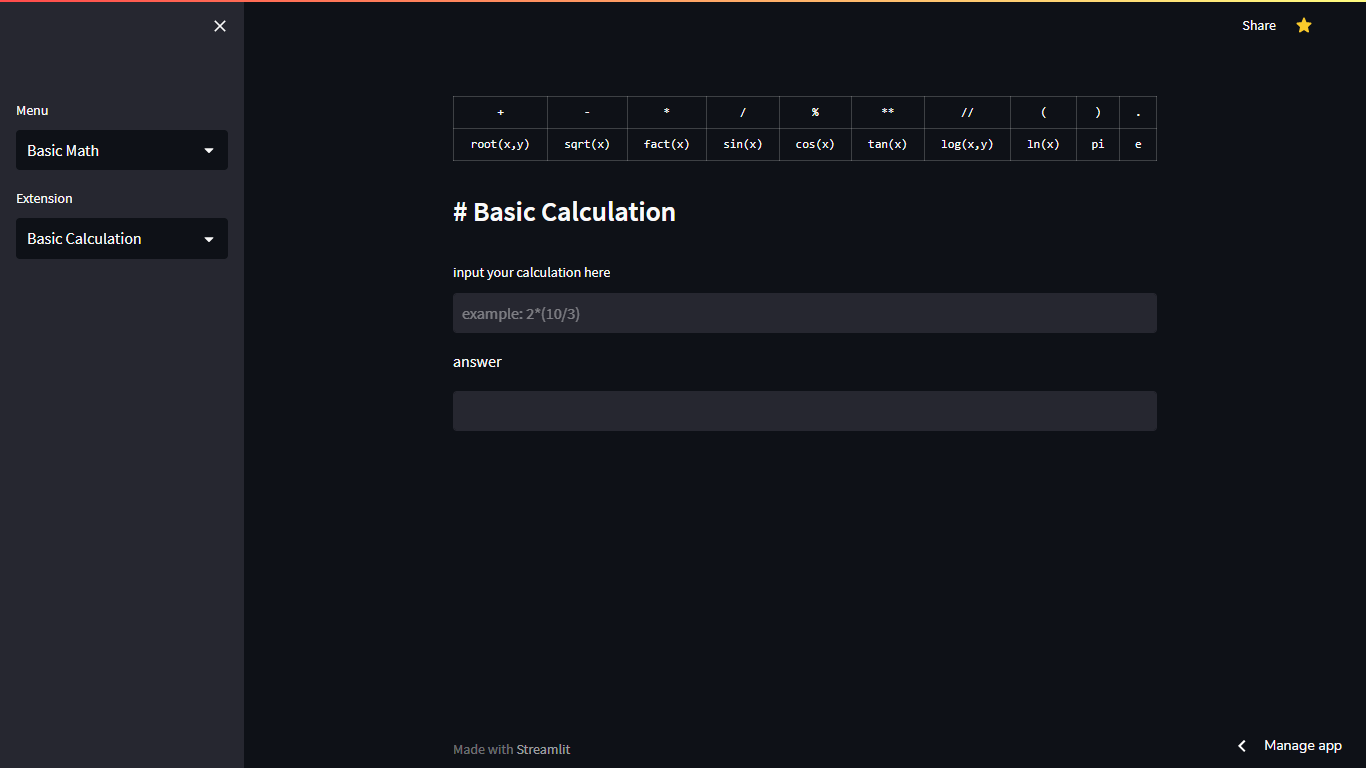 Share
Menu
Basic Math
Extension
Basic Calculation
+ - * / % ** // ( ) .
root(x,y) sqrt(x) fact(x) sin(x) cos(x) tan(x) log(x,y) ln(x) pi e
# Basic Calculation
input your calculation here
example: 2*(10/3)
answer
Made with Streamlit
Manage app